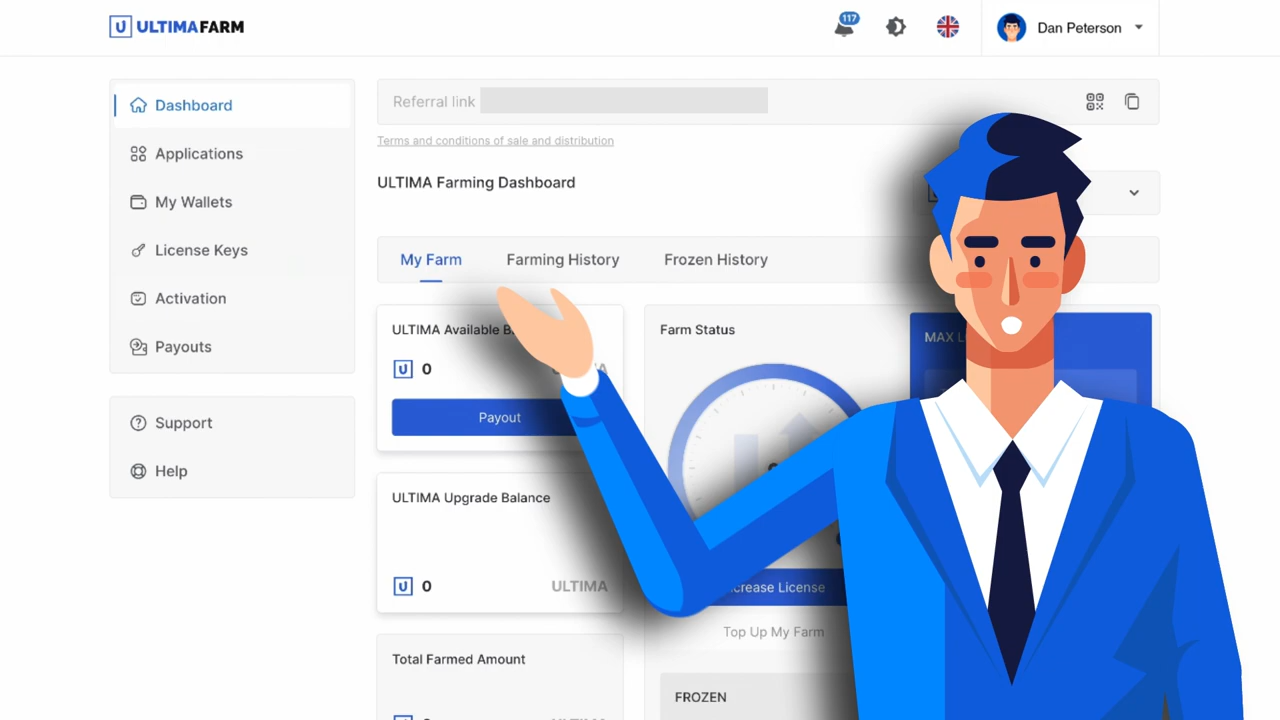 ULTIMAFARM
117
Dan Peterson
Dashboard
Applications
My Wallets
License Keys
Activation
Payouts
Support
Help
Referral link
Terms and conditions of sale and distribution
ULTIMA Farming Dashboard
My Farm
Farming History
Frozen History
ULTIMA Available
0
Payout
ULTIMA Upgrade Balance
0
ULTIMA
Total Farmed Amount
Farm Status
MAX
License
Top Up My Farm
FROZEN